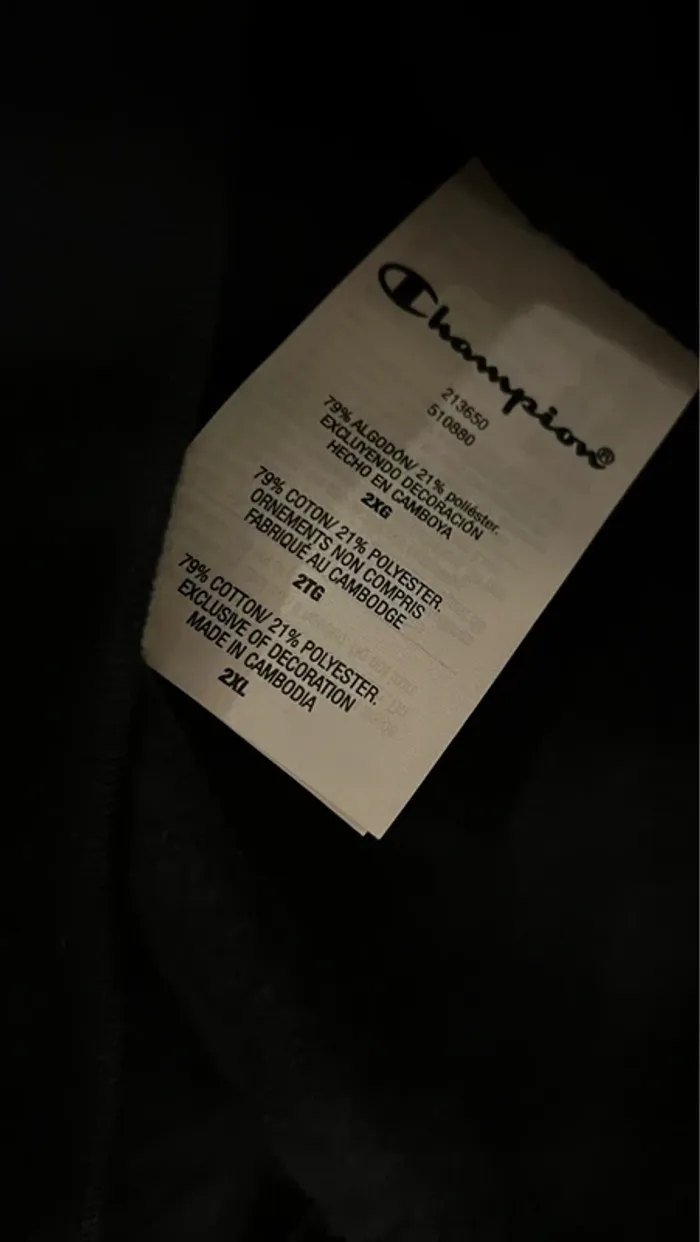 Champion®
213650
510880
79% ALGODÓN/ 21% poliéster.
EXCLUYENDO DECORACIÓN
HECHO EN CAMBOYA
2XG
79% COTON/ 21% POLYESTER.
ORNEMENTS NON COMPRIS
FABRIQUÉ AU CAMBODGE
2TG
79% COTTON/ 21% POLYESTER.
EXCLUSIVE OF DECORATION
MADE IN CAMBODIA
2XL